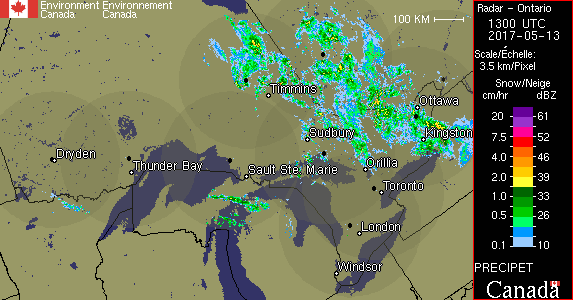 Environment Environnement
Canada Canada
100 KM
Radar – Ontario
1300 UTC
2017-05-13
Scale/Échelle:
3.5 km/Pixel
Snow/Neige
cm/hr dBZ
20 61
7.5 52
4.0 46
2.0 39
1.0 33
0.5 26
0.1 10
PRECIPET
Canada
Timmins
Ottawa
Sudbury
Kingston
Dryden
Thunder Bay
Sault Ste. Marie
Orillia
Toronto
London
Windsor